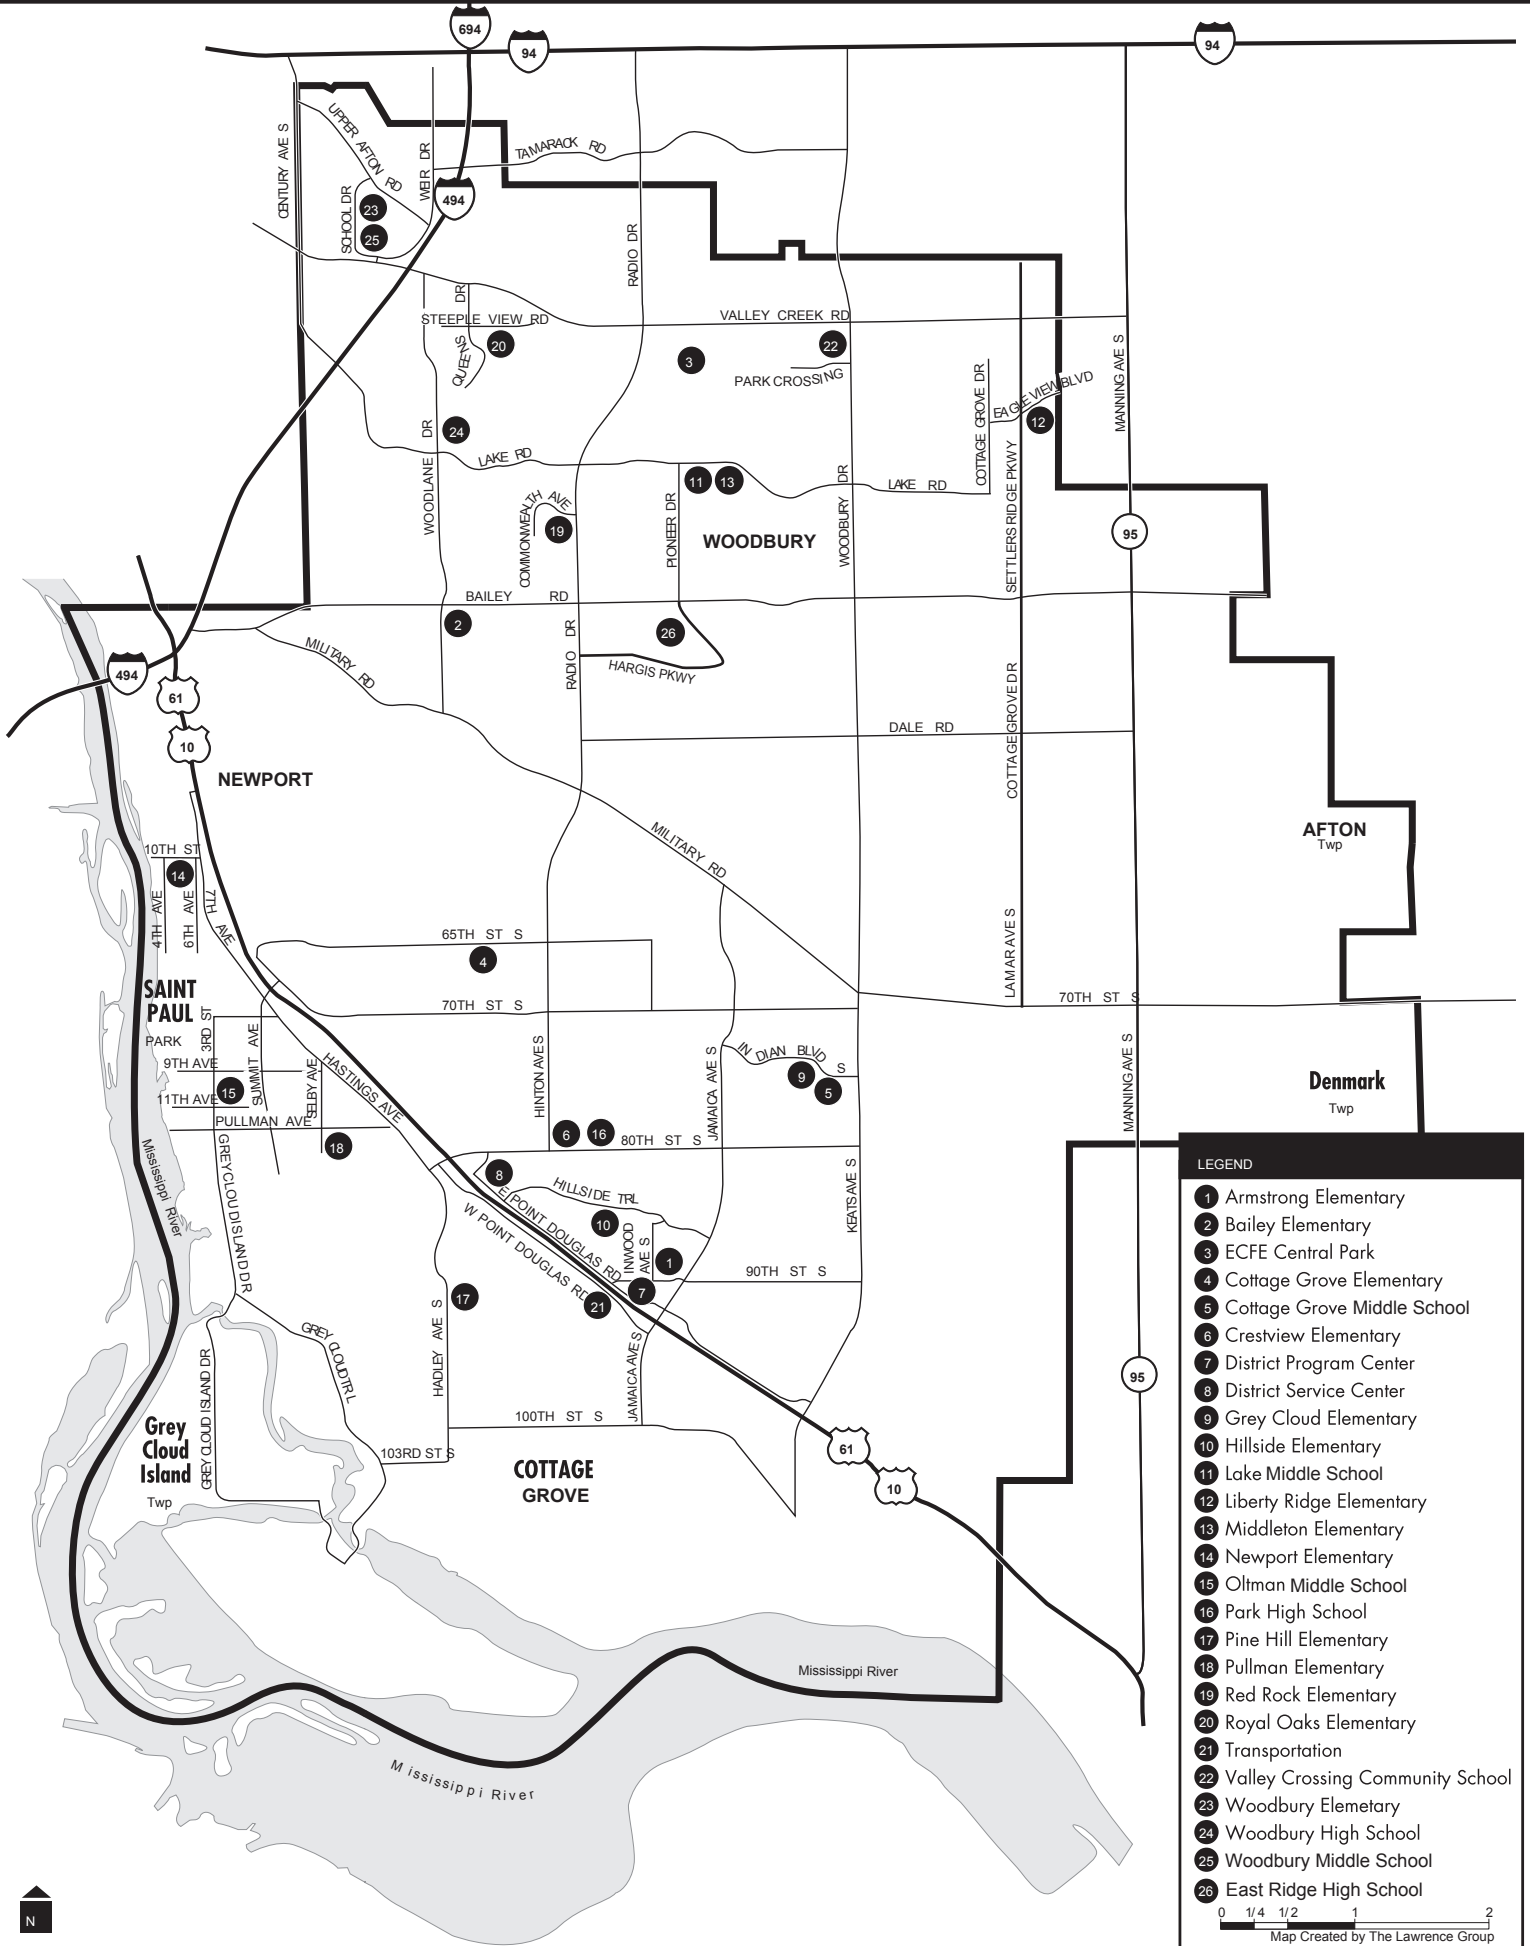 694
94
94
UPPER AFTON RD
CENTURY AVE S
WEIR DR
TAMARACK RD
SCHOOL DR
23
494
25
RADIO DR
DR
STEEPLE VIEW RD
VALLEY CREEK RD
QUEENS
20
3
22
PARK CROSSING
MANNING AVE S
COTTAGE GROVE DR
EAGLE VIEW BLVD
12
DR
24
LAKE RD
WOODLANE
11
13
LAKE RD
WOODBURY DR
SETTLERS RIDGE PKWY
COMMONWEALTH AVE
19
PIONEER DR
WOODBURY
95
BAILEY RD
2
26
MILITARY RD
RADIO DR
HARGIS PKWY
494
61
10
COTTAGE GROVE DR
DALE RD
NEWPORT
MILITARY RD
AFTON
Twp
10TH ST
14
4TH AVE
6TH AVE
7TH AVE
65TH ST S
4
LAMAR AVE S
SAINT
PAUL
PARK
70TH ST S
70TH ST S
3RD ST
SUMMIT AVE
9TH AVE
SELBY AVE
HASTINGS AVE
HINTON AVE S
JAMAICA AVE S
INDIAN BLVD S
9
5
MANNING AVE S
Denmark
Twp
15
11TH AVE
PULLMAN AVE
18
6
16
80TH ST S
Mississippi River
GREY CLOUD ISLAND DR
8
HILLSIDE TRL
E POINT DOUGLAS RD
W POINT DOUGLAS RD
10
INWOOD
AVE S
1
KEATS AVE S
90TH ST S
7
21
17
HADLEY AVE S
JAMAICA AVE S
GREY CLOUD TRL
GREY CLOUD ISLAND DR
95
100TH ST S
103RD ST S
Grey
Cloud
Island
Twp
COTTAGE
GROVE
61
10
Mississippi River
Mississippi River
N
LEGEND
1 Armstrong Elementary
2 Bailey Elementary
3 ECFE Central Park
4 Cottage Grove Elementary
5 Cottage Grove Middle School
6 Crestview Elementary
7 District Program Center
8 District Service Center
9 Grey Cloud Elementary
10 Hillside Elementary
11 Lake Middle School
12 Liberty Ridge Elementary
13 Middleton Elementary
14 Newport Elementary
15 Oltman Middle School
16 Park High School
17 Pine Hill Elementary
18 Pullman Elementary
19 Red Rock Elementary
20 Royal Oaks Elementary
21 Transportation
22 Valley Crossing Community School
23 Woodbury Elemetary
24 Woodbury High School
25 Woodbury Middle School
26 East Ridge High School
0 1/4 1/2 1 2
Map Created by The Lawrence Group